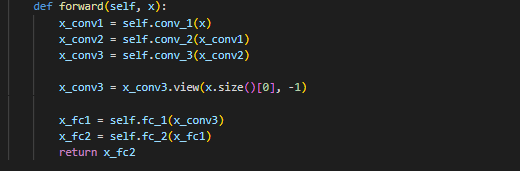 def forward(self, x):
    x_conv1 = self.conv_1(x)
    x_conv2 = self.conv_2(x_conv1)
    x_conv3 = self.conv_3(x_conv2)

    x_conv3 = x_conv3.view(x.size()[0], -1)

    x_fc1 = self.fc_1(x_conv3)
    x_fc2 = self.fc_2(x_fc1)
    return x_fc2